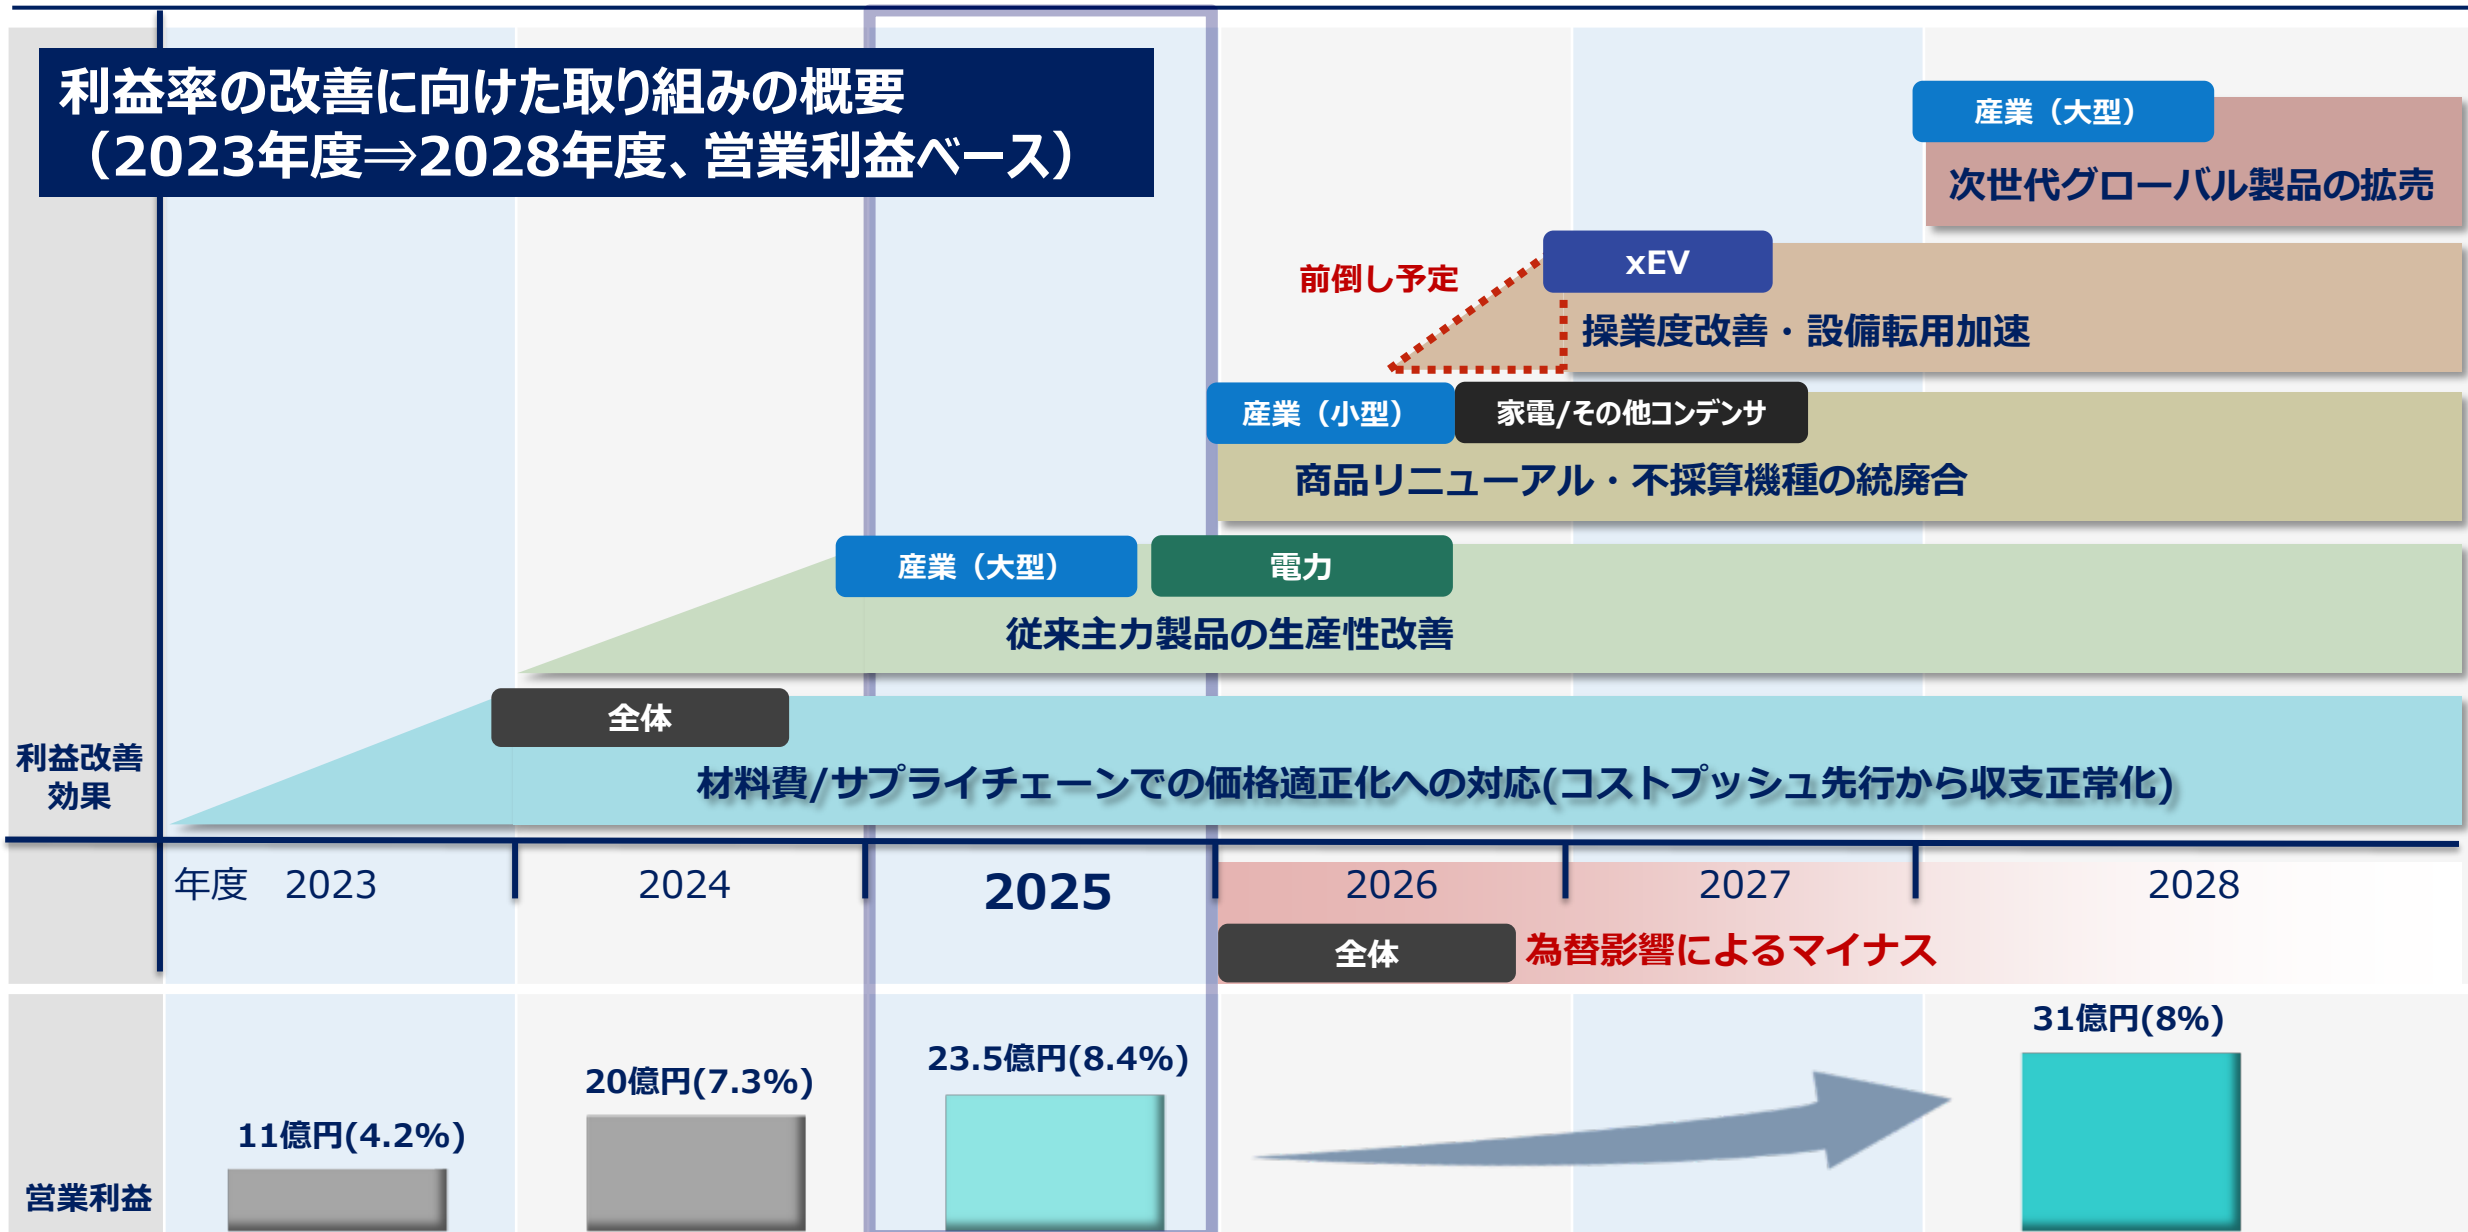 利益率の改善に向けた取り組みの概要
（2023年度⇒2028年度、営業利益ベース）
産業（大型）
次世代グローバル製品の拡売
前倒し予定
xEV
操業度改善・設備転用加速
産業（小型）
家電/その他コンデンサ
商品リニューアル・不採算機種の統廃合
産業（大型）
電力
従来主力製品の生産性改善
全体
材料費/サプライチェーンでの価格適正化への対応(コストプッシュ先行から収支正常化)
利益改善
効果
年度 2023
2024
2025
2026
2027
2028
全体
為替影響によるマイナス
営業利益
11億円(4.2%)
20億円(7.3%)
23.5億円(8.4%)
31億円(8%)